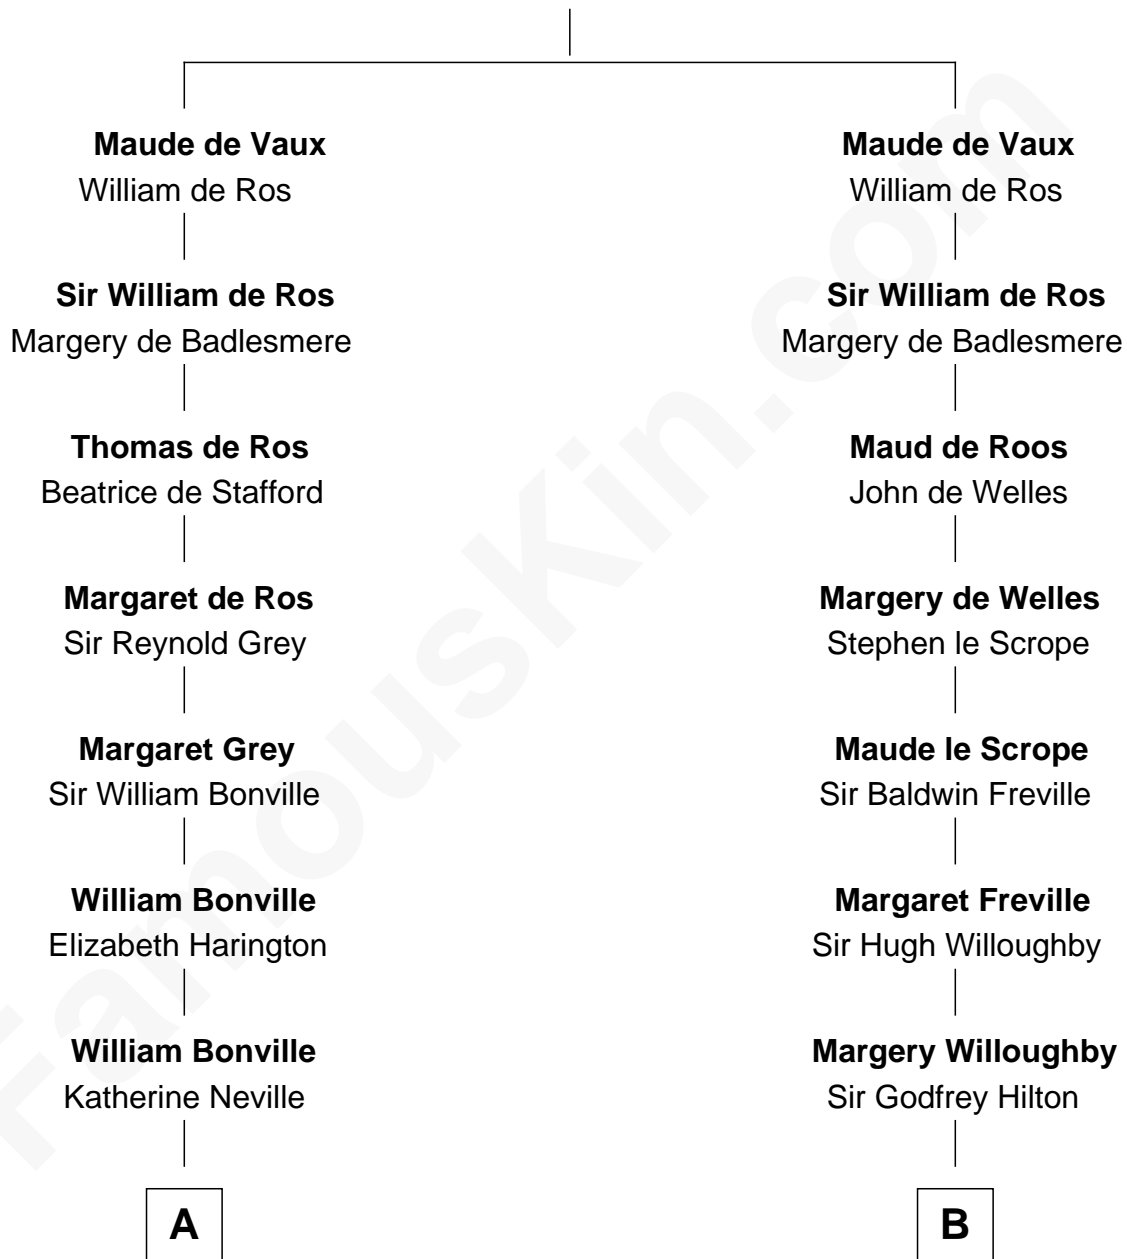 Maude de Vaux
William de Ros
Sir William de Ros
Margery de Badlesmere
Thomas de Ros
Beatrice de Stafford
Margaret de Ros
Sir Reynold Grey
Margaret Grey
Sir William Bonville
William Bonville
Elizabeth Harington
William Bonville
Katherine Neville
A
Maude de Vaux
William de Ros
Sir William de Ros
Margery de Badlesmere
Maud de Roos
John de Welles
Margery de Welles
Stephen le Scrope
Maude le Scrope
Sir Baldwin Freville
Margaret Freville
Sir Hugh Willoughby
Margery Willoughby
Sir Godfrey Hilton
B
FamousKin.com